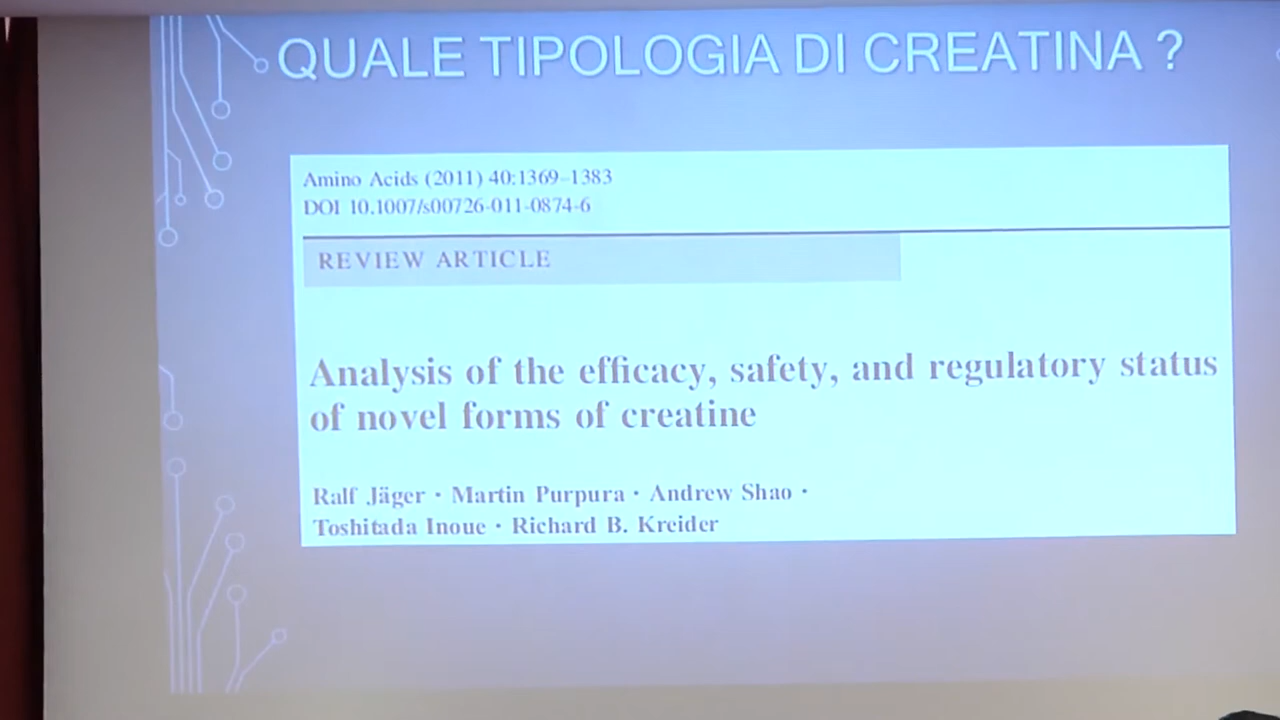 QUALE TIPOLOGIA DI CREATINA ?
Amino Acids (2011) 40:1369–1383
DOI 10.1007/s00726-011-0874-6
REVIEW ARTICLE
Analysis of the efficacy, safety, and regulatory status
of novel forms of creatine
Ralf Jäger · Martin Purpura · Andrew Shao ·
Toshitada Inoue · Richard B. Kreider